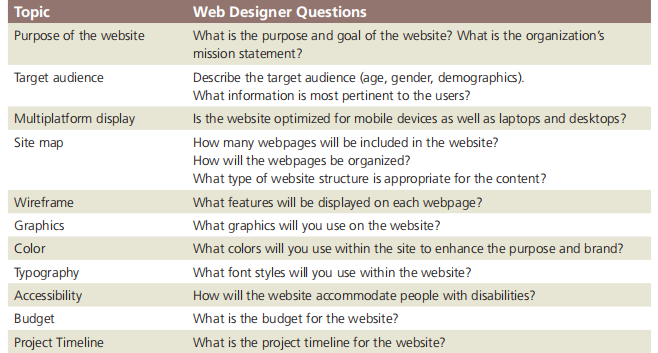 Topic Web Designer Questions
Purpose of the website What is the purpose and goal of the website? What is the organization's
mission statement?
Target audience Describe the target audience (age, gender, demographics).
What information is most pertinent to the users?
Multiplatform display Is the website optimized for mobile devices as well as laptops and desktops?
Site map How many webpages will be included in the website?
How will the webpages be organized?
What type of website structure is appropriate for the content?
Wireframe What features will be displayed on each webpage?
Graphics What graphics will you use on the website?
Color What colors will you use within the site to enhance the purpose and brand?
Typography What font styles will you use within the website?
Accessibility How will the website accommodate people with disabilities?
Budget What is the budget for the website?
Project Timeline What is the project timeline for the website?